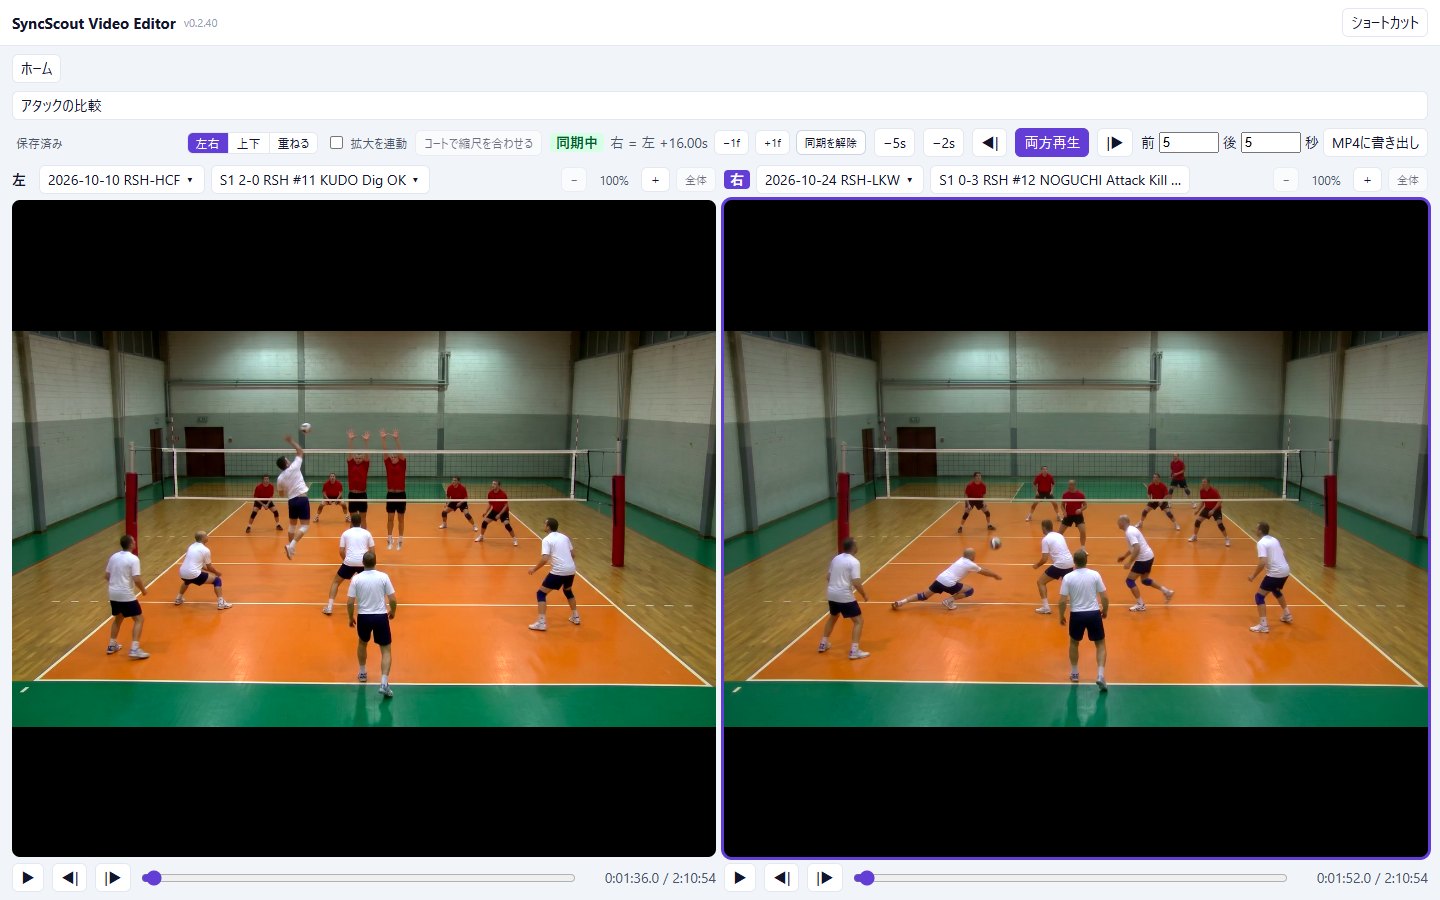 SyncScout Video Editor v0.2.40 ショートカット
ホーム
アタックの比較
保存済み 左右 上下 重ねる 拡大を連動 コートで縮尺を合わせる 同期中 右 = 左 +16.00s −1f +1f 同期を解除 −5s −2s ◀| 両方再生 |▶ 前 5 後 5 秒 MP4に書き出し
左 2026-10-10 RSH-HCF ▾ S1 2-0 RSH #11 KUDO Dig OK ▾ − 100% + 全体 右 2026-10-24 RSH-LKW ▾ S1 0-3 RSH #12 NOGUCHI Attack Kill ... − 100% + 全体
▶ ◀| |▶ 0:01:36.0 / 2:10:54 ▶ ◀| |▶ 0:01:52.0 / 2:10:54